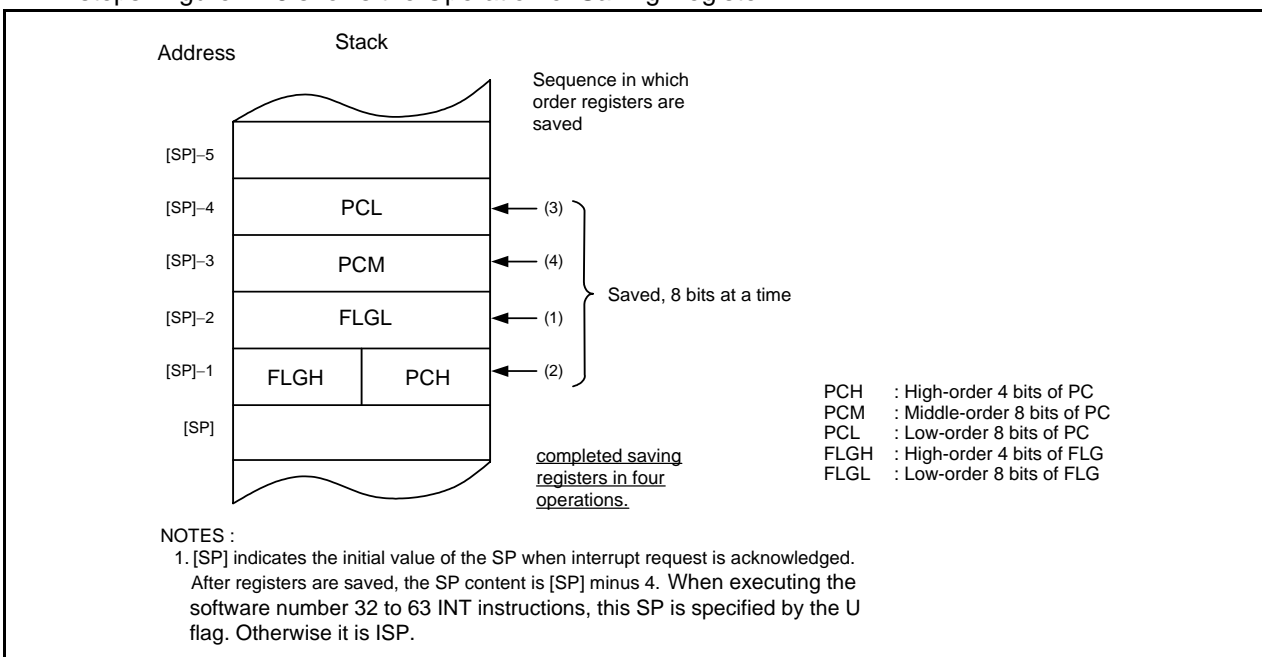 Address
Stack
Sequence in which
order registers are
saved
[SP]−5
[SP]−4
PCL
(3)
[SP]−3
PCM
(4)
Saved, 8 bits at a time
[SP]−2
FLGL
(1)
[SP]−1
FLGH
PCH
(2)
[SP]
PCH : High-order 4 bits of PC
PCM : Middle-order 8 bits of PC
PCL : Low-order 8 bits of PC
FLGH : High-order 4 bits of FLG
FLGL : Low-order 8 bits of FLG
completed saving
registers in four
operations.
NOTES :
1. [SP] indicates the initial value of the SP when interrupt request is acknowledged.
After registers are saved, the SP content is [SP] minus 4. When executing the
software number 32 to 63 INT instructions, this SP is specified by the U
flag. Otherwise it is ISP.